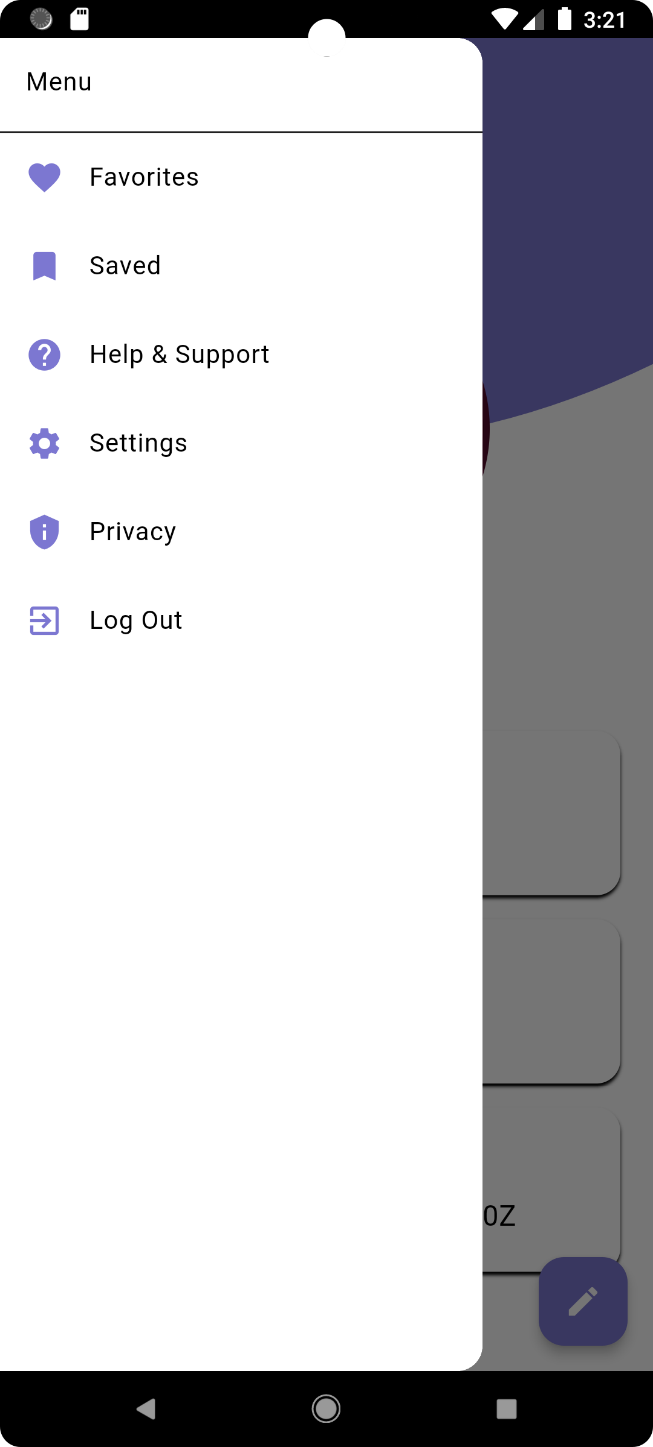 3:21
Menu
Favorites
Saved
Help & Support
Settings
Privacy
Log Out
0Z